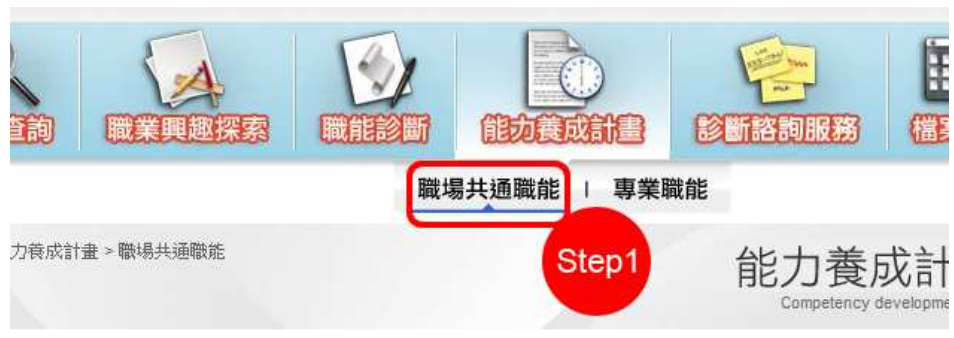 查詢 職業興趣探索 職能診斷 能力養成計畫 診斷諮詢服務 檔案
職場共通職能 | 專業職能
力養成計畫 > 職場共通職能
Step1
能力養成計
Competency developme